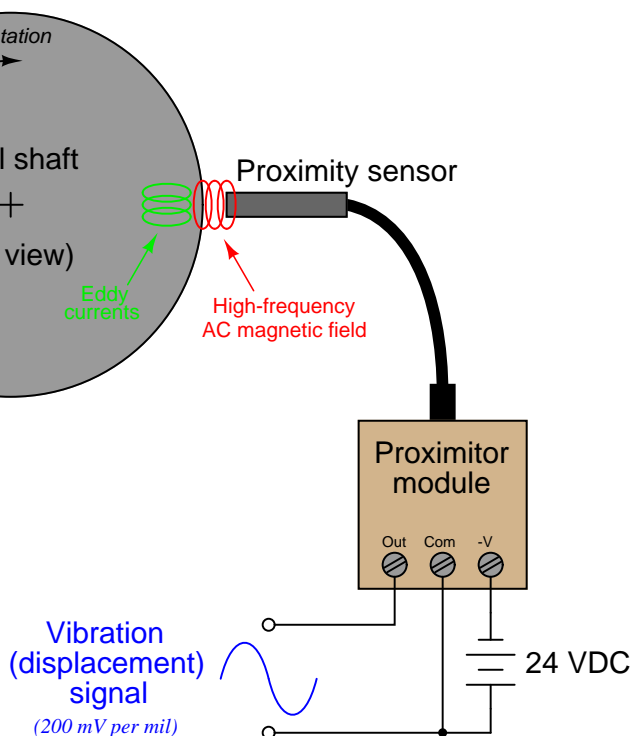 tation
l shaft
view)
Proximity sensor
Eddy
currents
High-frequency
AC magnetic field
Proximitor
module
Out Com -V
Vibration
(displacement)
signal
(200 mV per mil)
24 VDC